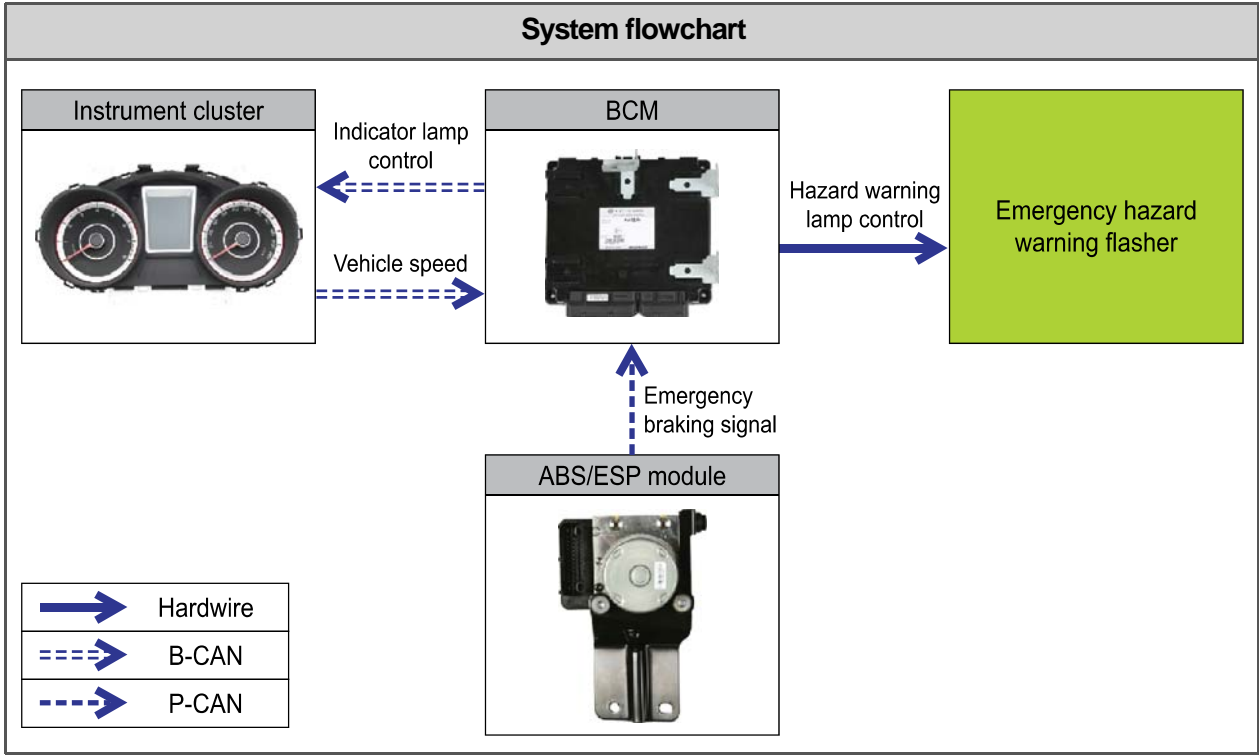 System flowchart
Instrument cluster
Indicator lamp
control
Vehicle speed
BCM
Hazard warning
lamp control
Emergency hazard
warning flasher
Emergency
braking signal
ABS/ESP module
Hardwire
B-CAN
P-CAN